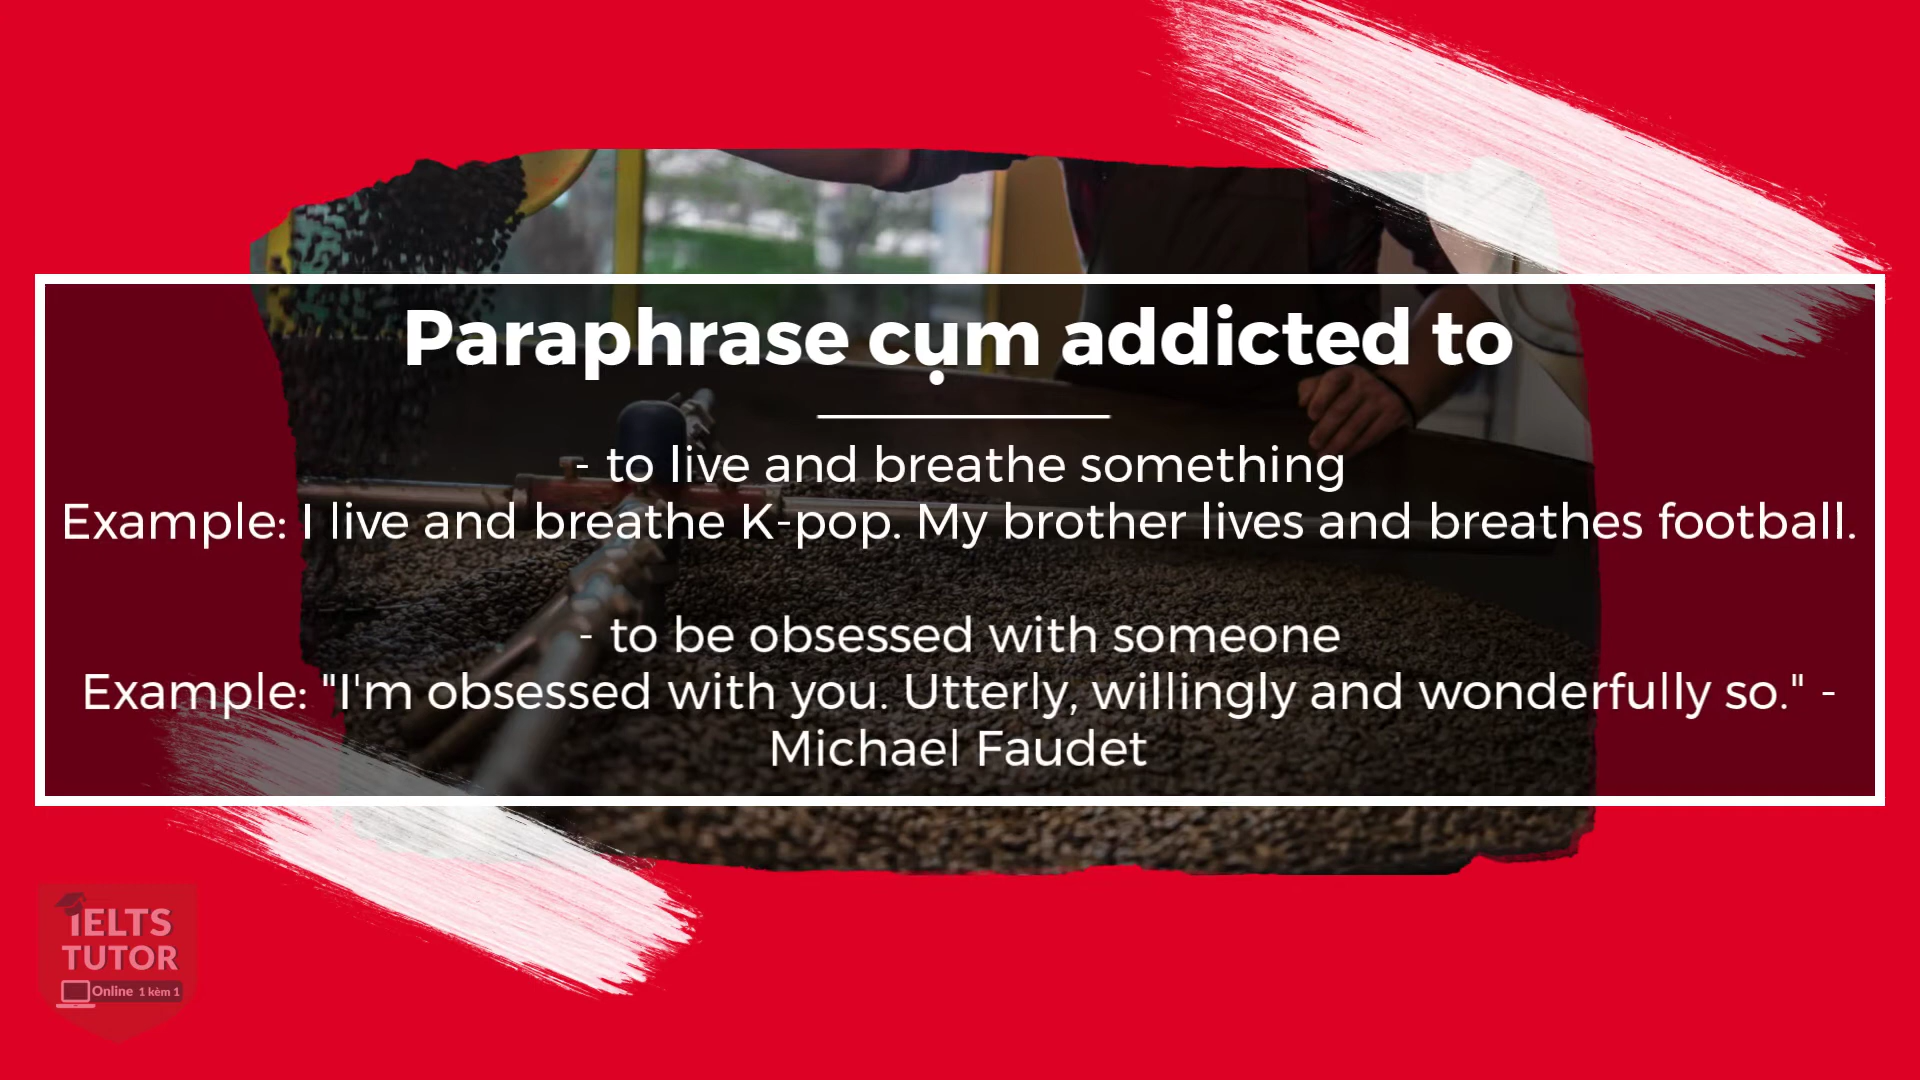 Paraphrase cụm addicted to
- to live and breathe something
Example: I live and breathe K-pop. My brother lives and breathes football.
- to be obsessed with someone
Example: "I'm obsessed with you. Utterly, willingly and wonderfully so." -
Michael Faudet
IELTS
TUTOR
Online 1 kèm 1